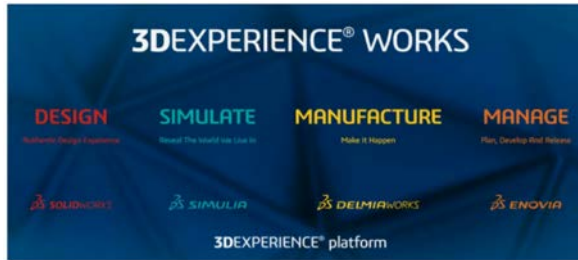 3DEXPERIENCE® WORKS
DESIGN SIMULATE MANUFACTURE MANAGE
Authentic Design Experience Reveal The World We Live In Make It Happen Plan, Develop And Release
SOLIDWORKS SIMULIA DELMIAWORKS ENOVIA
3DEXPERIENCE® platform